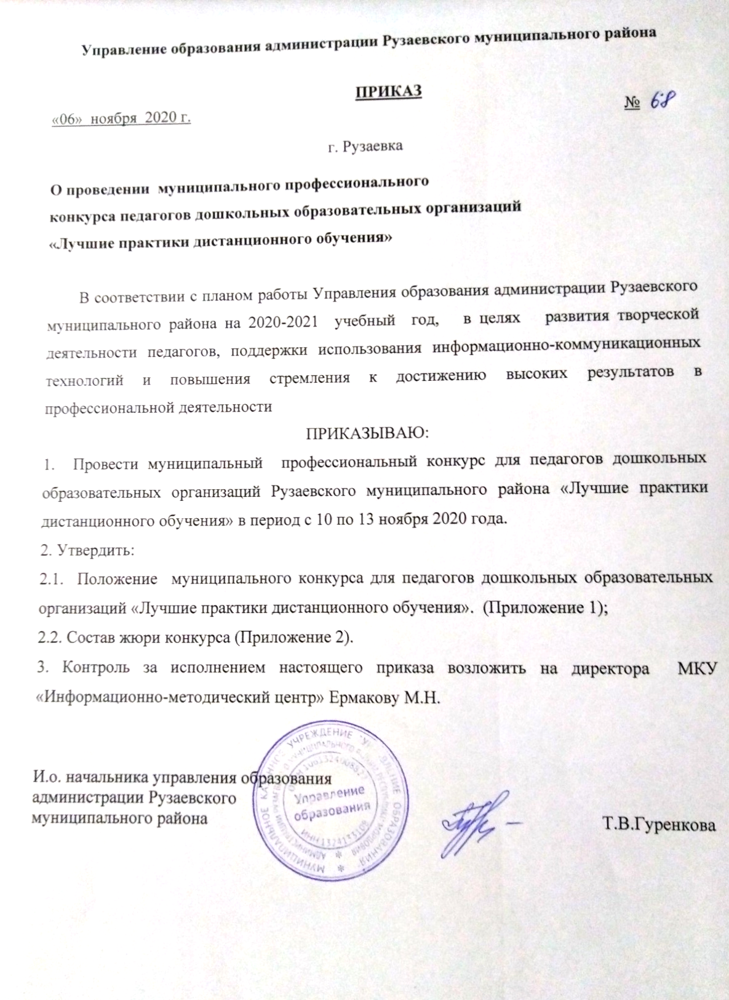 Управление образования администрации Рузаевского муниципального района
ПРИКАЗ
№ 68
«06» ноября 2020 г.
г. Рузаевка
О проведении муниципального профессионального
конкурса педагогов дошкольных образовательных организаций
«Лучшие практики дистанционного обучения»
В соответствии с планом работы Управления образования администрации Рузаевского
муниципального района на 2020-2021 учебный год, в целях развития творческой
деятельности педагогов, поддержки использования информационно-коммуникационных
технологий и повышения стремления к достижению высоких результатов в
профессиональной деятельности
ПРИКАЗЫВАЮ:
1. Провести муниципальный профессиональный конкурс для педагогов дошкольных
образовательных организаций Рузаевского муниципального района «Лучшие практики
дистанционного обучения» в период с 10 по 13 ноября 2020 года.
2. Утвердить:
2.1. Положение муниципального конкурса для педагогов дошкольных образовательных
организаций «Лучшие практики дистанционного обучения». (Приложение 1);
2.2. Состав жюри конкурса (Приложение 2).
3. Контроль за исполнением настоящего приказа возложить на директора МКУ
«Информационно-методический центр» Ермакову М.Н.
И.о. начальника управления образования
администрации Рузаевского
муниципального района
Т.В.Гуренкова
МУНИЦИПАЛЬНОЕ КАЗЕННОЕ УЧРЕЖДЕНИЕ "УПРАВЛЕНИЕ ОБРАЗОВАНИЯ"
Управление
образования